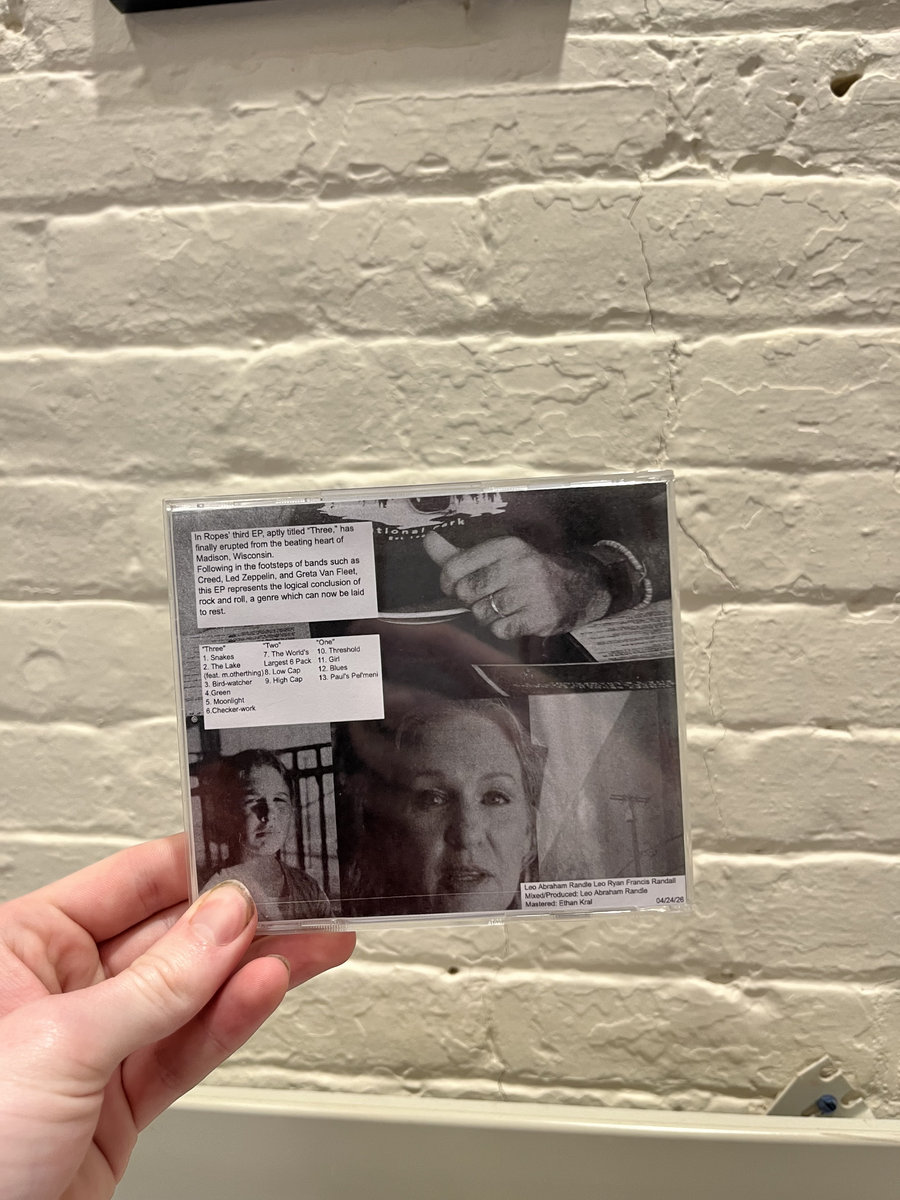 tional
In Ropes' third EP, aptly titled "Three," has
finally erupted from the beating heart of
Madison, Wisconsin.
Following in the footsteps of bands such as
Creed, Led Zeppelin, and Greta Van Fleet,
this EP represents the logical conclusion of
rock and roll, a genre which can now be laid
to rest.
"Three"
1. Snakes
2. The Lake
(feat. m.otherthing)
3. Bird-watcher
4.Green
5. Moonlight
6.Checker-work
"Two"
7. The World's
Largest 6 Pack
8. Low Cap
9. High Cap
"One"
10. Threshold
11. Girl
12. Blues
13. Paul's Pel'meni
Leo Abraham Randle Leo Ryan Francis Randall
Mixed/Produced: Leo Abraham Randle
Mastered: Ethan Kral
04/24/26